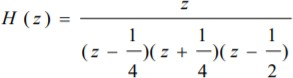 H ( z ) = z / ( z − 1/4 )( z + 1/4 )( z − 1/2 )